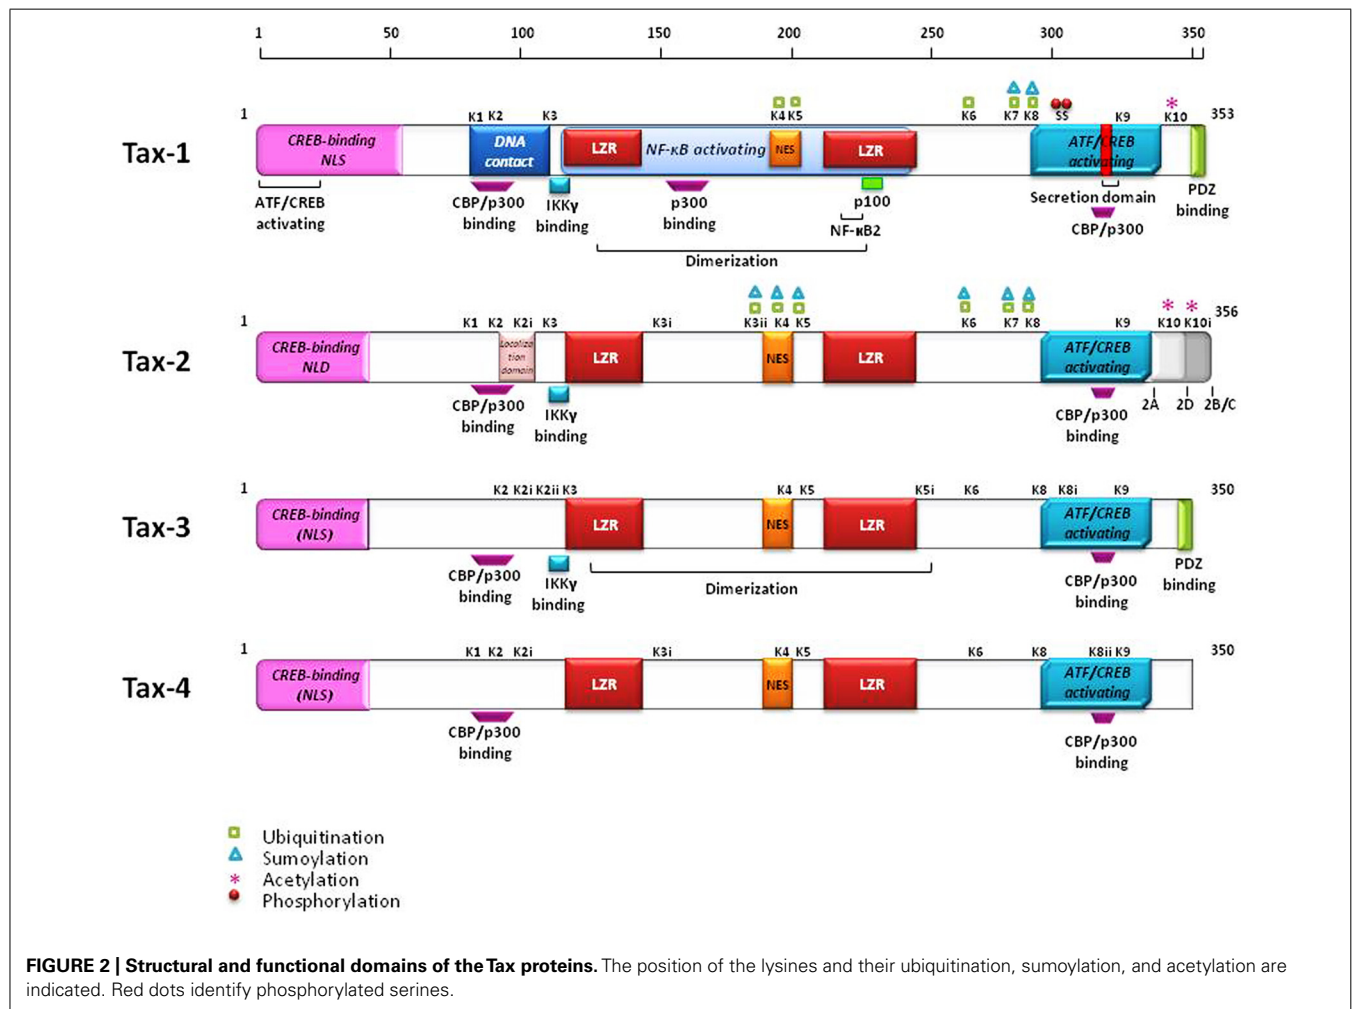 1 50 100 150 200 250 300 350
1 K1 K2 K3 K4 K5 K6 K7 K8 SS K9 K10 353
Tax-1
CREB-binding
NLS
DNA
contact
LZR
NF-κB activating
NES
LZR
ATF/CREB
activating
ATF/CREB
activating
CBP/p300
binding
IKKγ
binding
p300
binding
p100
NF-κB2
Secretion domain
CBP/p300
PDZ
binding
Dimerization
1 K1 K2 K2i K3 K3i K3ii K4 K5 K6 K7 K8 K9 K10 K10i 356
Tax-2
CREB-binding
NLD
Localiza
tion
domain
LZR
NES
LZR
ATF/CREB
activating
CBP/p300
binding
IKKγ
binding
CBP/p300
binding
2A 2D 2B/C
1 K2 K2i K2ii K3 K4 K5 K5i K6 K8 K8i K9 350
Tax-3
CREB-binding
(NLS)
LZR
NES
LZR
ATF/CREB
activating
CBP/p300
binding
IKKγ
binding
Dimerization
CBP/p300
binding
PDZ
binding
1 K1 K2 K2i K3i K4 K5 K6 K8 K8ii K9 350
Tax-4
CREB-binding
(NLS)
LZR
NES
LZR
ATF/CREB
activating
CBP/p300
binding
CBP/p300
binding
Ubiquitination
Sumoylation
Acetylation
Phosphorylation
FIGURE 2 | Structural and functional domains of the Tax proteins. The position of the lysines and their ubiquitination, sumoylation, and acetylation are
indicated. Red dots identify phosphorylated serines.